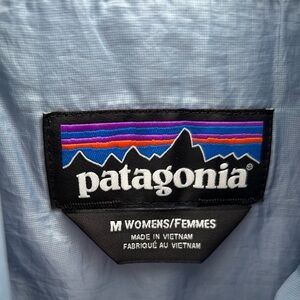 patagonia®
M WOMENS/FEMMES
MADE IN VIETNAM
FABRIQUÉ AU VIETNAM